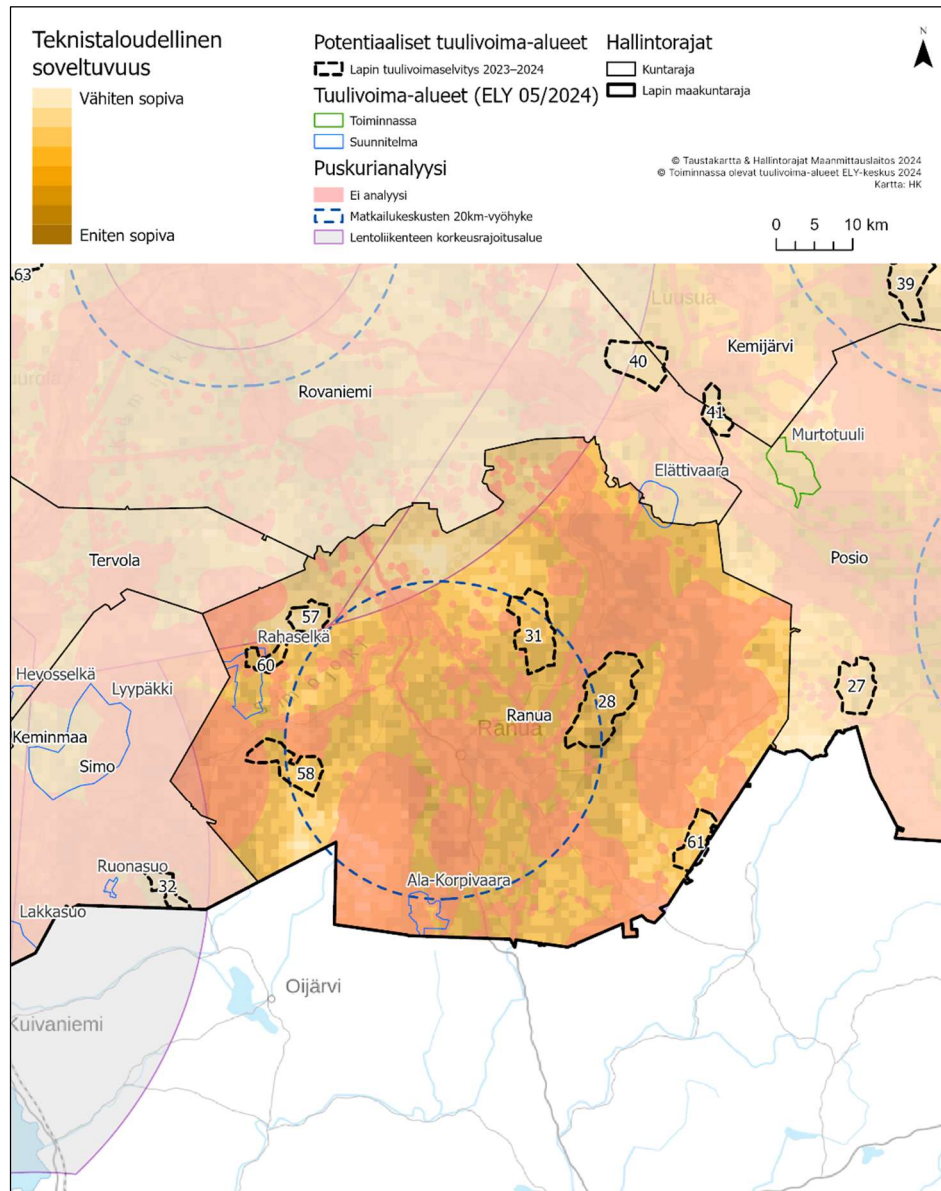 Teknistaloudellinen
soveltuvuus
Vähiten sopiva
Eniten sopiva
Potentiaaliset tuulivoima-alueet
Lapin tuulivoimaselvitys 2023–2024
Tuulivoima-alueet (ELY 05/2024)
Toiminnassa
Suunnitelma
Puskurianalyysi
Ei analyysi
Matkailukeskusten 20km-vyöhyke
Lentoliikenteen korkeusrajoitusalue
Hallintorajat
Kuntaraja
Lapin maakuntaraja
N
© Taustakartta & Hallintorajat Maanmittauslaitos 2024
© Toiminnassa olevat tuulivoima-alueet ELY-keskus 2024
Kartta: HK
0 5 10 km
63
39
Luusua
Kemijärvi
40
Rovaniemi
41
Murtotuuli
Elättivaara
Tervola
Posio
57
Rahaselkä
31
60
Hevosselkä
Lyypäkki
27
28
Ranua
Ranua
Keminmaa
Simo
58
61
Ruonasuo
32
Ala-Korpivaara
Lakkasuo
Oijärvi
Kuivaniemi